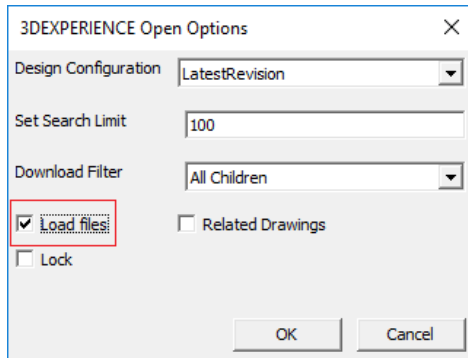 3DEXPERIENCE Open Options
Design Configuration LatestRevision
Set Search Limit 100
Download Filter All Children
Load files Related Drawings
Lock
OK Cancel